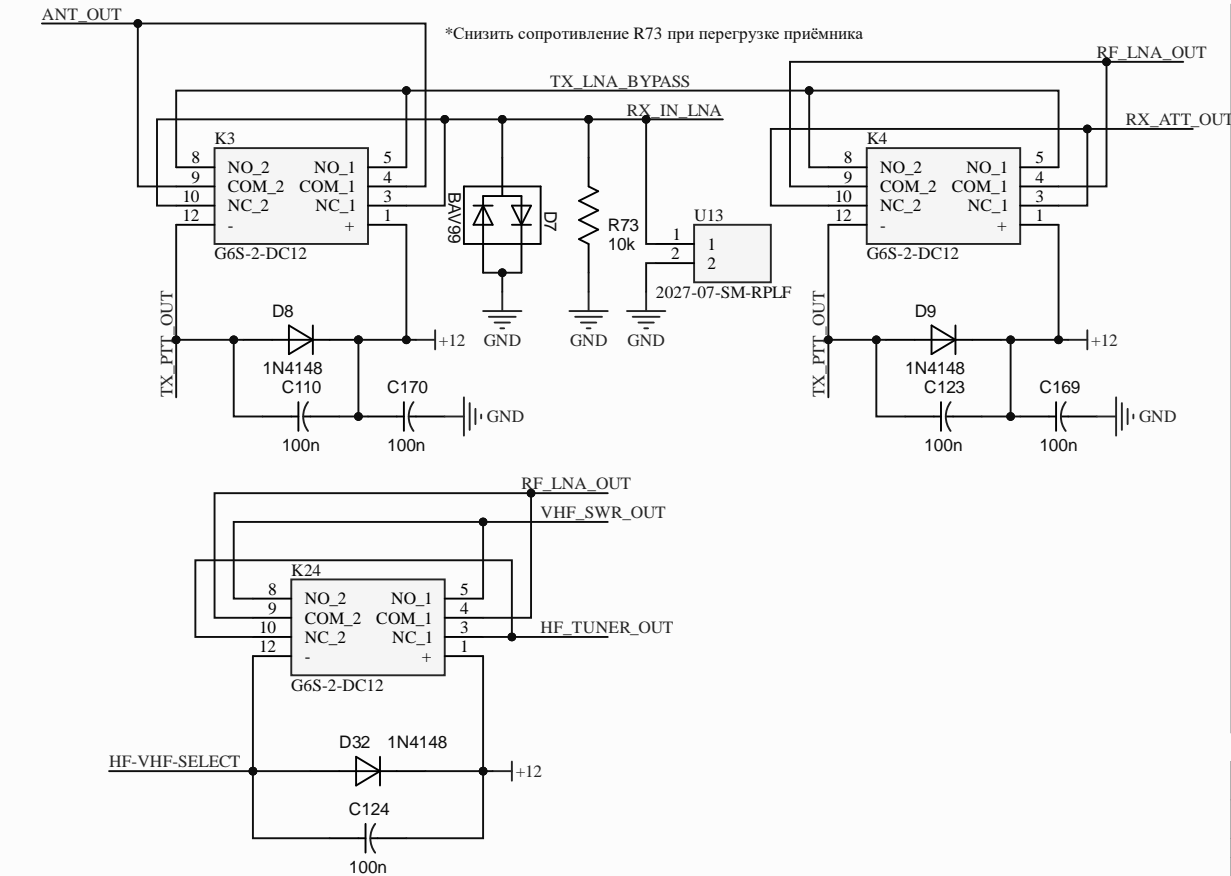 ANT_OUT
*Снизить сопротивление R73 при перегрузке приёмника
RF_LNA_OUT
TX_LNA_BYPASS
RX_IN_LNA
RX_ATT_OUT
K3
8 NO_2 NO_1 5
9 COM_2 COM_1 4
10 NC_2 NC_1 3
12 - + 1
G6S-2-DC12
BAV99
D7
R73
10k
U13
1 1
2 2
2027-07-SM-RPLF
K4
8 NO_2 NO_1 5
9 COM_2 COM_1 4
10 NC_2 NC_1 3
12 - + 1
G6S-2-DC12
TX_PTT_OUT
D8
1N4148
+12
GND
GND
GND
C110
100n
C170
100n
GND
TX_PTT_OUT
D9
1N4148
+12
C123
100n
C169
100n
GND
RF_LNA_OUT
VHF_SWR_OUT
K24
8 NO_2 NO_1 5
9 COM_2 COM_1 4
10 NC_2 NC_1 3
12 - + 1
HF_TUNER_OUT
G6S-2-DC12
D32 1N4148
HF-VHF-SELECT
+12
C124
100n